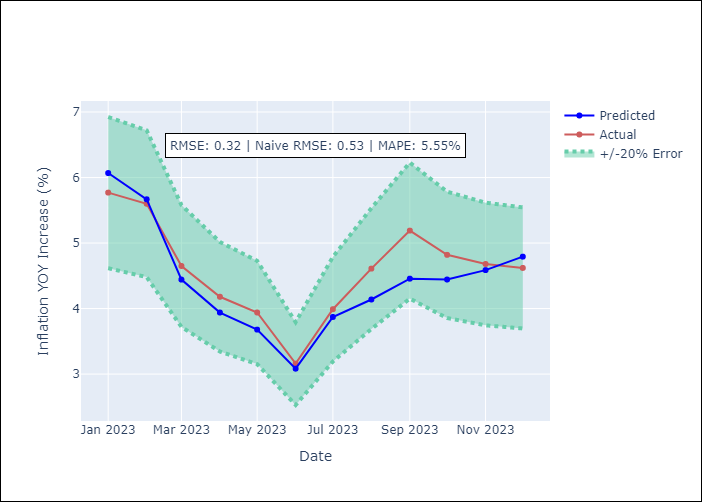 RMSE: 0.32 | Naive RMSE: 0.53 | MAPE: 5.55%
Predicted
Actual
+/-20% Error
Inflation YOY Increase (%)
7
6
5
4
3
Jan 2023 Mar 2023 May 2023 Jul 2023 Sep 2023 Nov 2023
Date